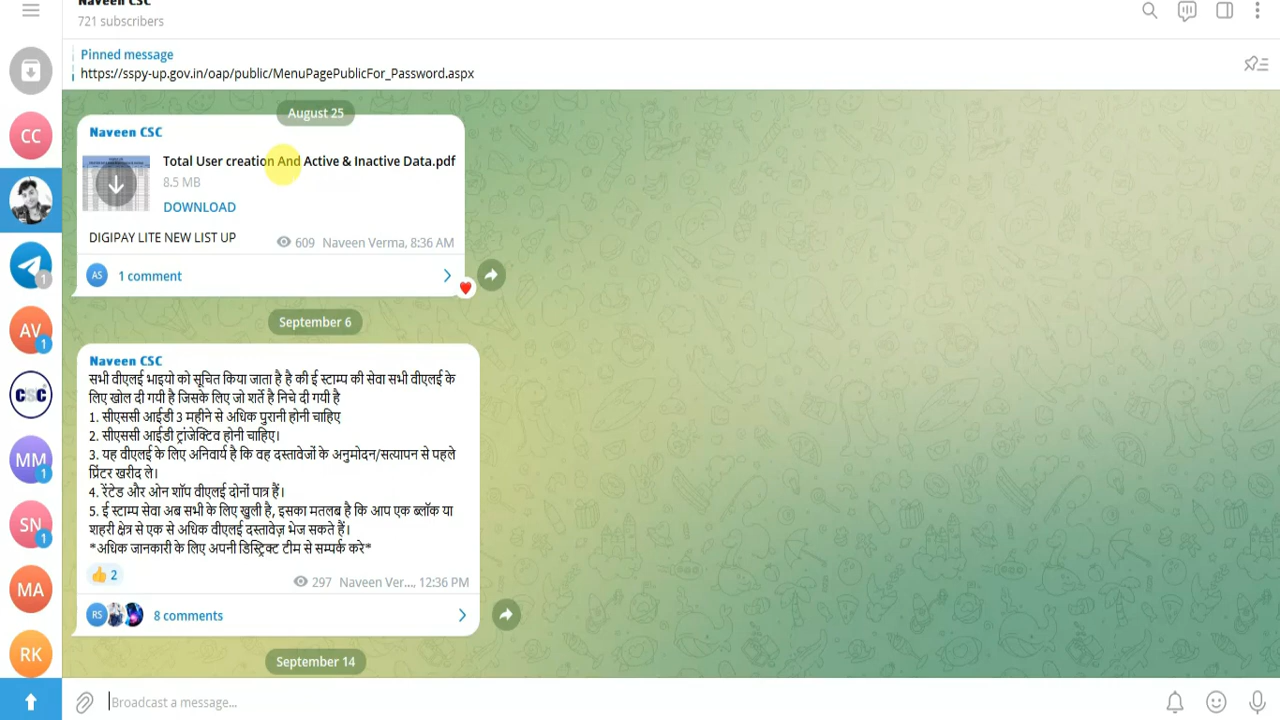 Naveen CSC
721 subscribers
Pinned message
https://sspy-up.gov.in/oap/public/MenuPagePublicFor_Password.aspx
August 25
Naveen CSC
Total User creation And Active & Inactive Data.pdf
8.5 MB
DOWNLOAD
DIGIPAY LITE NEW LIST UP
609 Naveen Verma, 8:36 AM
AS 1 comment
September 6
Naveen CSC
सभी वीएलई भाइयो को सूचित किया जाता है है की ई स्टाम्प की सेवा सभी वीएलई के
लिए खोल दी गयी है जिसके लिए जो शर्ते है निचे दी गयी है
1. सीएससी आईडी 3 महीने से अधिक पुरानी होनी चाहिए
2. सीएससी आईडी ट्रांजेक्टिव होनी चाहिए।
3. यह वीएलई के लिए अनिवार्य है कि वह दस्तावेजों के अनुमोदन/सत्यापन से पहले
प्रिंटर खरीद ले।
4. रेंटेड और ओन शॉप वीएलई दोनों पात्र हैं।
5. ई स्टाम्प सेवा अब सभी के लिए खुली है, इसका मतलब है कि आप एक ब्लॉक या
शहरी क्षेत्र से एक से अधिक वीएलई दस्तावेज़ भेज सकते हैं।
*अधिक जानकारी के लिए अपनी डिस्ट्रिक्ट टीम से सम्पर्क करे*
2
297 Naveen Ver..., 12:36 PM
RS 8 comments
September 14
Broadcast a message...
CC
1
AV 1
CSC
MM 1
SN 1
MA
RK